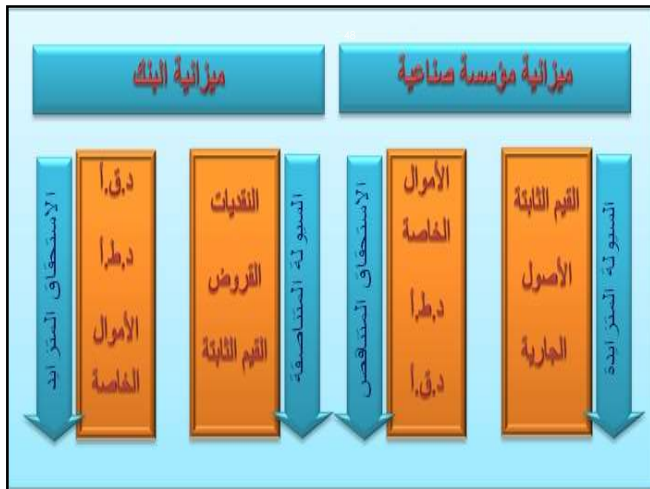 ميزانية مؤسسة صناعية
ميزانية البنك
السيولة المتزايدة
القيم الثابتة
الأصول
الجارية
الأموال
الخاصة
د.ط.أ
د.ق.أ
الاستحقاق المتناقص
السيولة المتناصقة
النقديات
القروض
القيم الثابتة
د.ق.أ
د.ط.أ
الأموال
الخاصة
الاستحقاق المتزايد